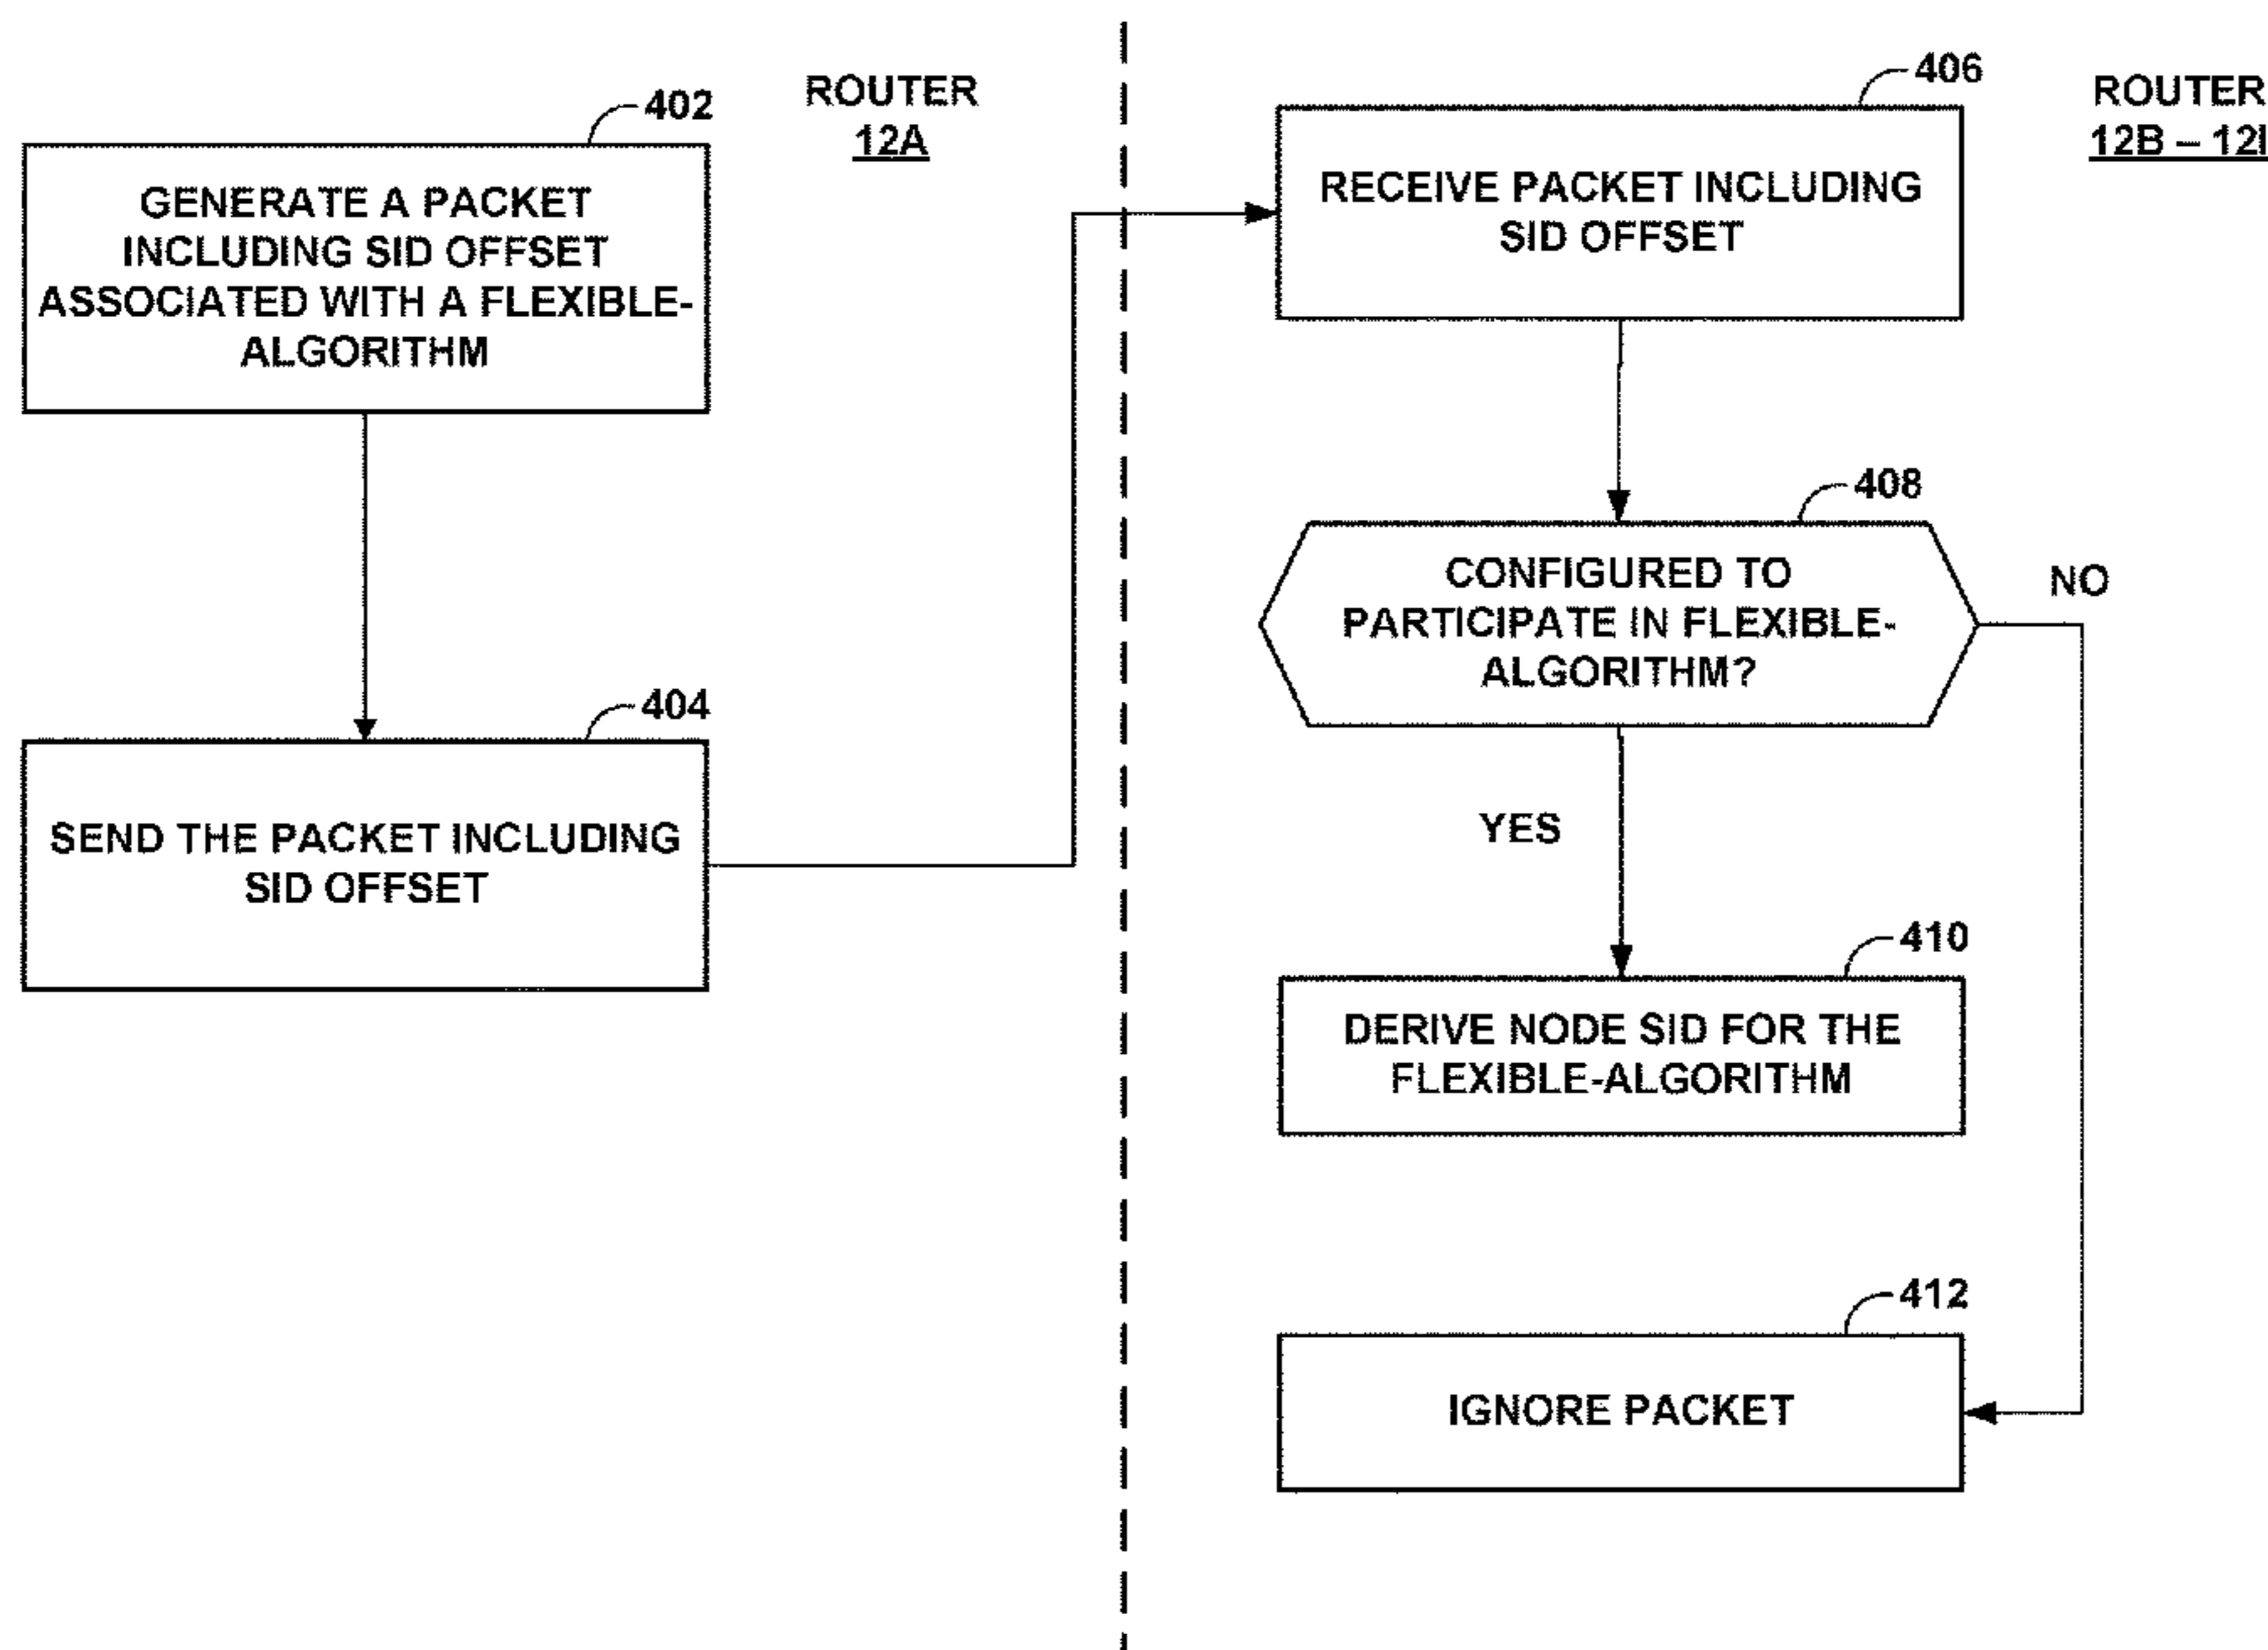 402
ROUTER
12A
GENERATE A PACKET
INCLUDING SID OFFSET
ASSOCIATED WITH A FLEXIBLE-
ALGORITHM
404
SEND THE PACKET INCLUDING
SID OFFSET
406
ROUTER
12B – 12I
RECEIVE PACKET INCLUDING
SID OFFSET
408
CONFIGURED TO
PARTICIPATE IN FLEXIBLE-
ALGORITHM?
NO
YES
410
DERIVE NODE SID FOR THE
FLEXIBLE-ALGORITHM
412
IGNORE PACKET